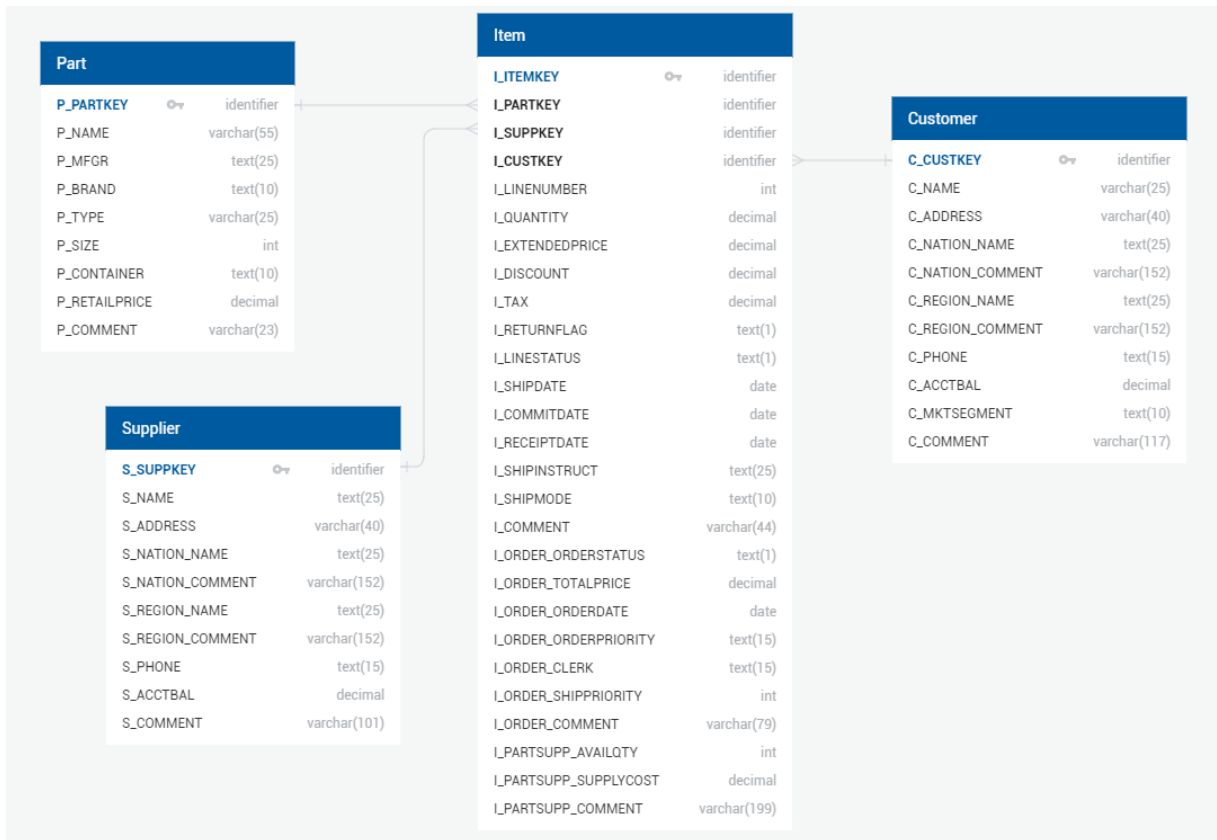 Part
P_PARTKEY identifier
P_NAME varchar(55)
P_MFGR text(25)
P_BRAND text(10)
P_TYPE varchar(25)
P_SIZE int
P_CONTAINER text(10)
P_RETAILPRICE decimal
P_COMMENT varchar(23)
Supplier
S_SUPPKEY identifier
S_NAME text(25)
S_ADDRESS varchar(40)
S_NATION_NAME text(25)
S_NATION_COMMENT varchar(152)
S_REGION_NAME text(25)
S_REGION_COMMENT varchar(152)
S_PHONE text(15)
S_ACCTBAL decimal
S_COMMENT varchar(101)
Item
I_ITEMKEY identifier
I_PARTKEY identifier
I_SUPPKEY identifier
I_CUSTKEY identifier
I_LINENUMBER int
I_QUANTITY decimal
I_EXTENDEDPRICE decimal
I_DISCOUNT decimal
I_TAX decimal
I_RETURNFLAG text(1)
I_LINESTATUS text(1)
I_SHIPDATE date
I_COMMITDATE date
I_RECEIPTDATE date
I_SHIPINSTRUCT text(25)
I_SHIPMODE text(10)
I_COMMENT varchar(44)
I_ORDER_ORDERSTATUS text(1)
I_ORDER_TOTALPRICE decimal
I_ORDER_ORDERDATE date
I_ORDER_ORDERPRIORITY text(15)
I_ORDER_CLERK text(15)
I_ORDER_SHIPPRIORITY int
I_ORDER_COMMENT varchar(79)
I_PARTSUPP_AVAILQTY int
I_PARTSUPP_SUPPLYCOST decimal
I_PARTSUPP_COMMENT varchar(199)
Customer
C_CUSTKEY identifier
C_NAME varchar(25)
C_ADDRESS varchar(40)
C_NATION_NAME text(25)
C_NATION_COMMENT varchar(152)
C_REGION_NAME text(25)
C_REGION_COMMENT varchar(152)
C_PHONE text(15)
C_ACCTBAL decimal
C_MKTSEGMENT text(10)
C_COMMENT varchar(117)